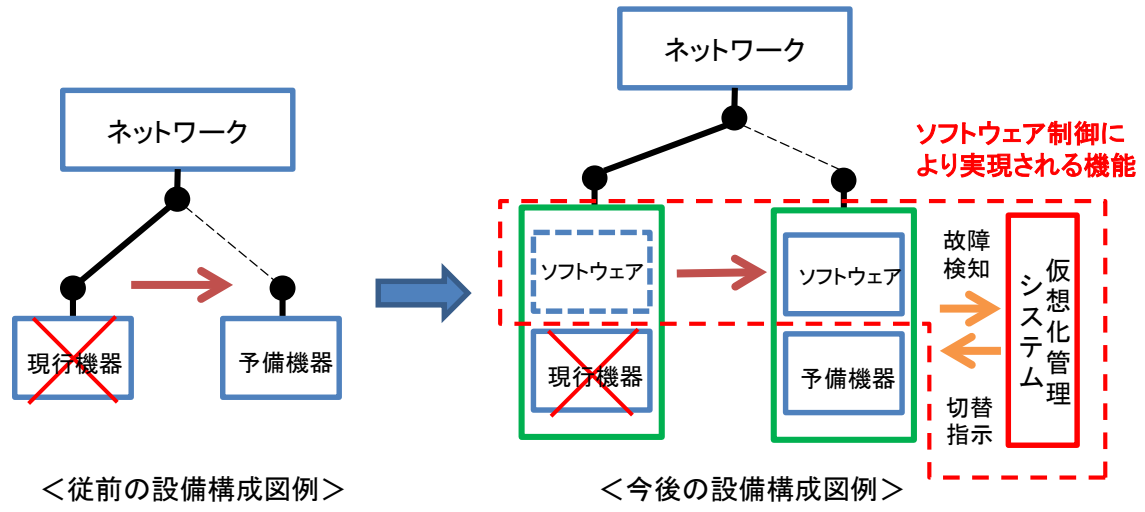 ネットワーク
現行機器
予備機器
＜従前の設備構成図例＞
ネットワーク
ソフトウェア制御に
より実現される機能
ソフトウェア
ソフトウェア
現行機器
予備機器
故障
検知
切替
指示
仮想化管理
システム
＜今後の設備構成図例＞